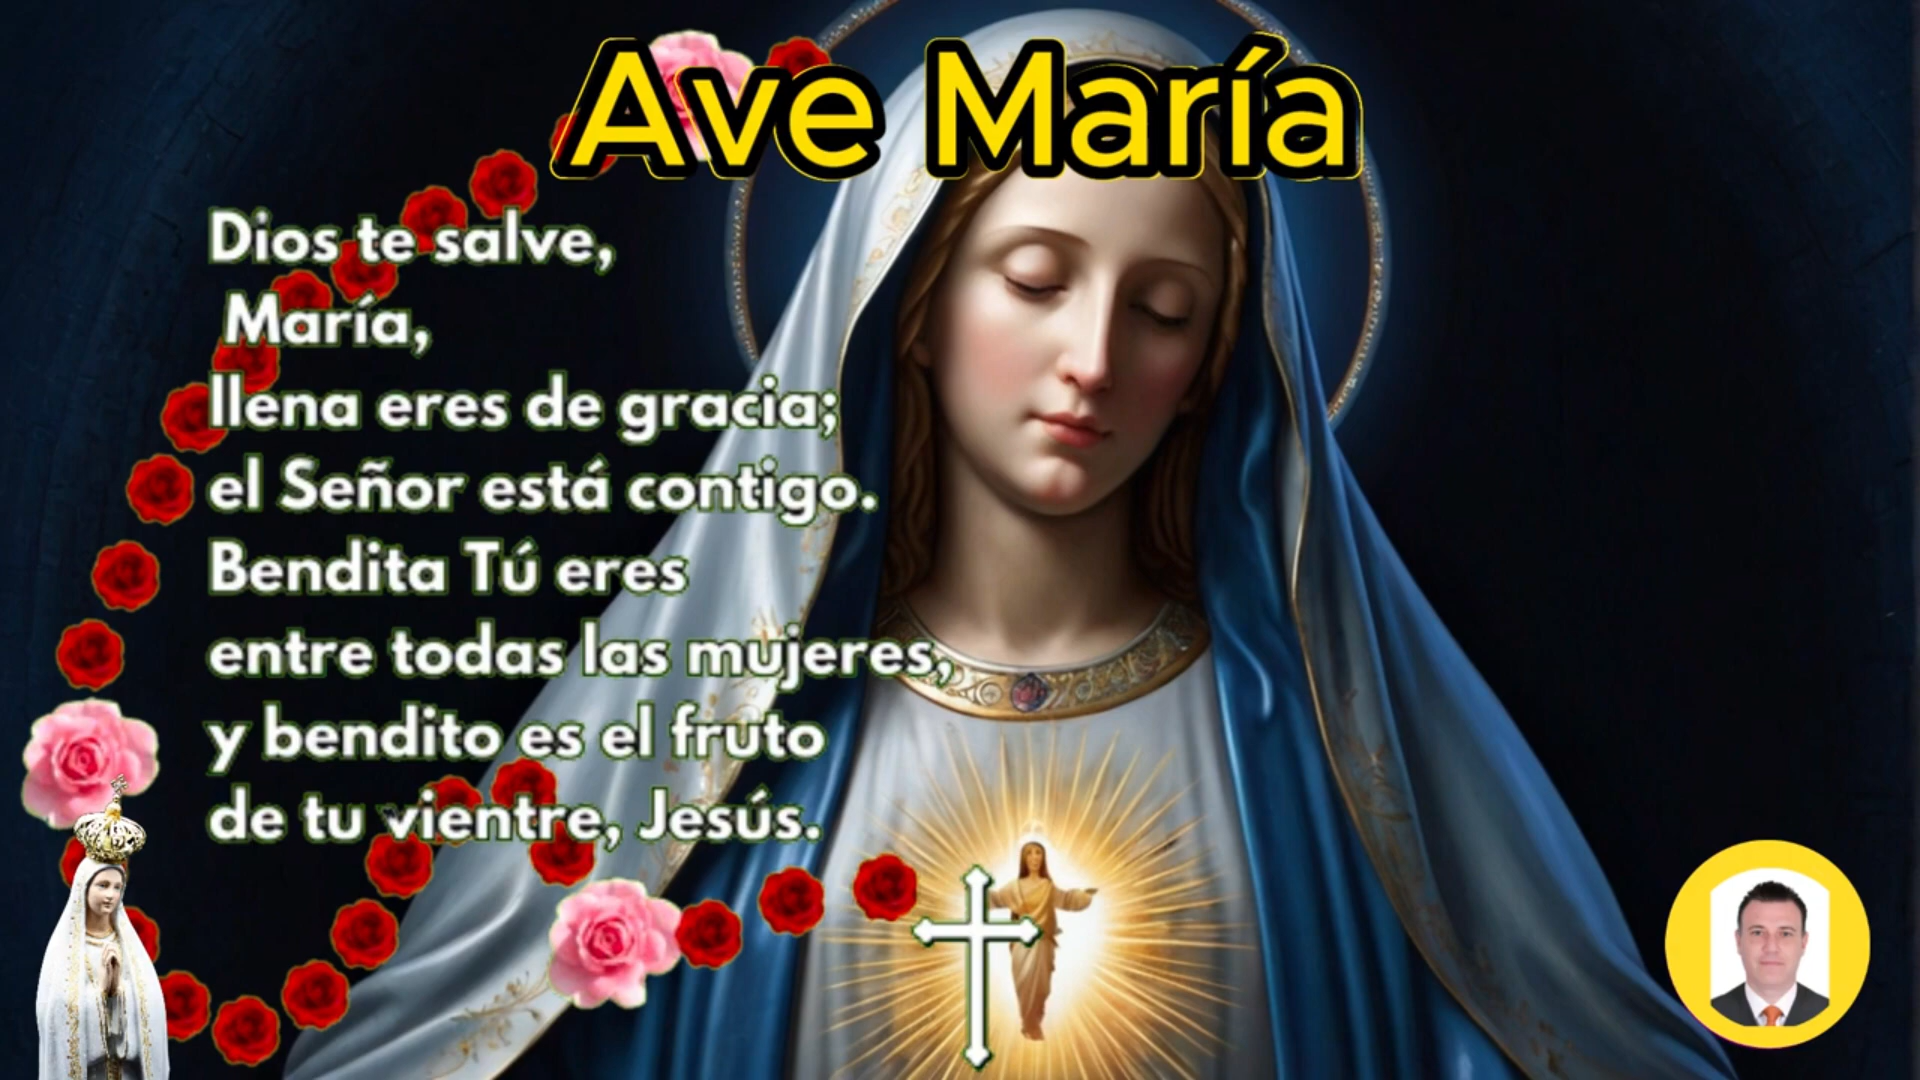 Ave María
Dios te salve,
María,
llena eres de gracia;
el Señor está contigo.
Bendita Tú eres
entre todas las mujeres,
y bendito es el fruto
de tu vientre, Jesús.